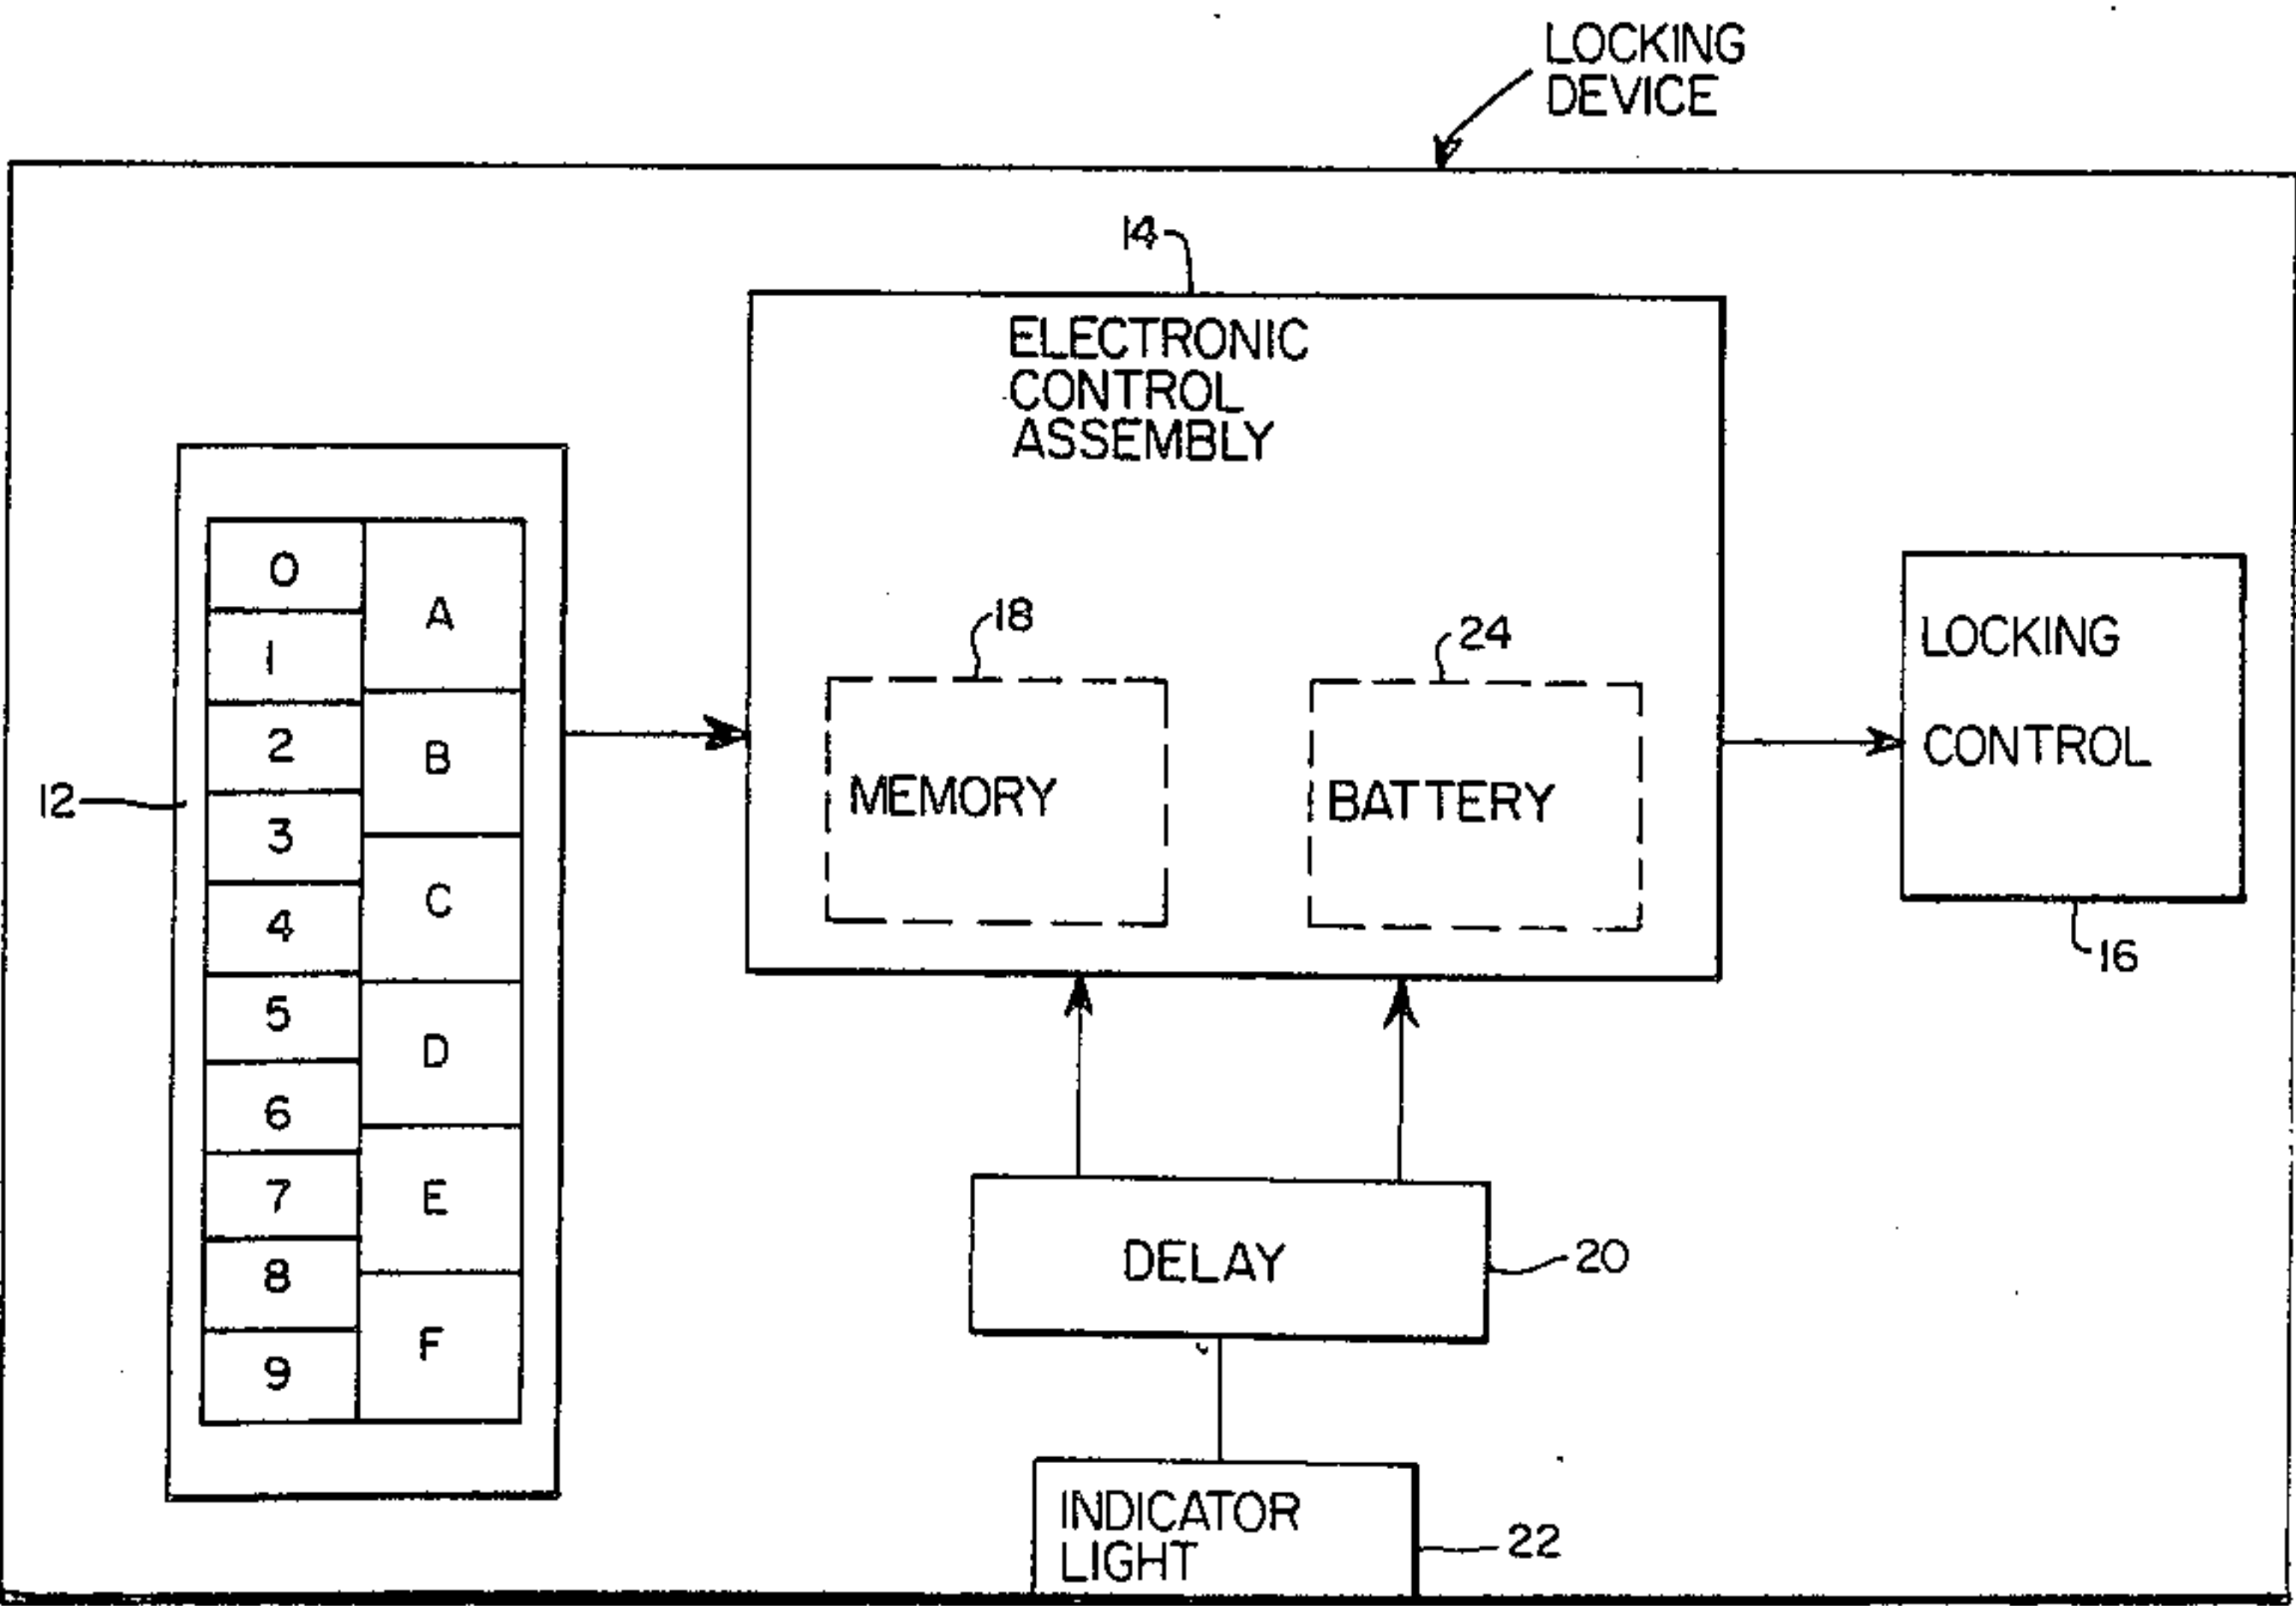 LOCKING
DEVICE
14
ELECTRONIC
CONTROL
ASSEMBLY
18
24
MEMORY
BATTERY
LOCKING
CONTROL
16
12
0
1
2
3
4
5
6
7
8
9
A
B
C
D
E
F
DELAY
20
INDICATOR
LIGHT
22